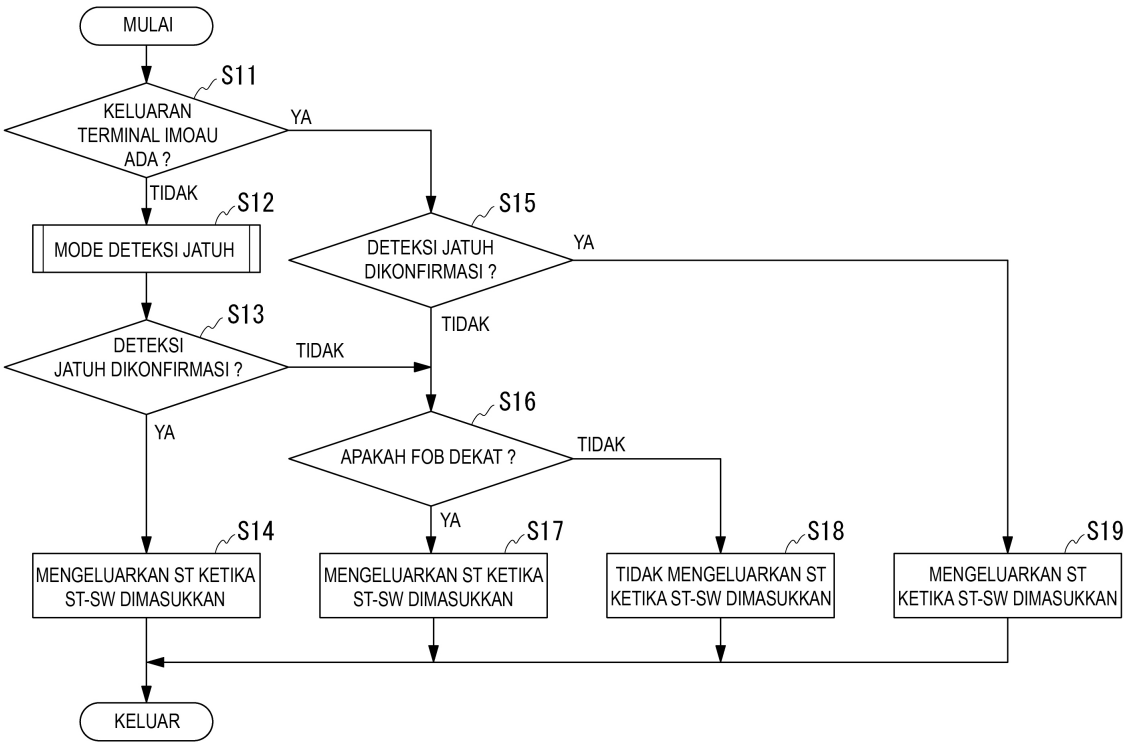 MULAI
S11
KELUARAN
TERMINAL IMOAU
ADA ?
YA
TIDAK
S12
MODE DETEKSI JATUH
S15
DETEKSI JATUH
DIKONFIRMASI ?
YA
TIDAK
S13
DETEKSI
JATUH DIKONFIRMASI ?
TIDAK
YA
S16
APAKAH FOB DEKAT ?
TIDAK
YA
S14
MENGELUARKAN ST KETIKA
ST-SW DIMASUKKAN
S17
MENGELUARKAN ST KETIKA
ST-SW DIMASUKKAN
S18
TIDAK MENGELUARKAN ST
KETIKA ST-SW DIMASUKKAN
S19
MENGELUARKAN ST
KETIKA ST-SW DIMASUKKAN
KELUAR